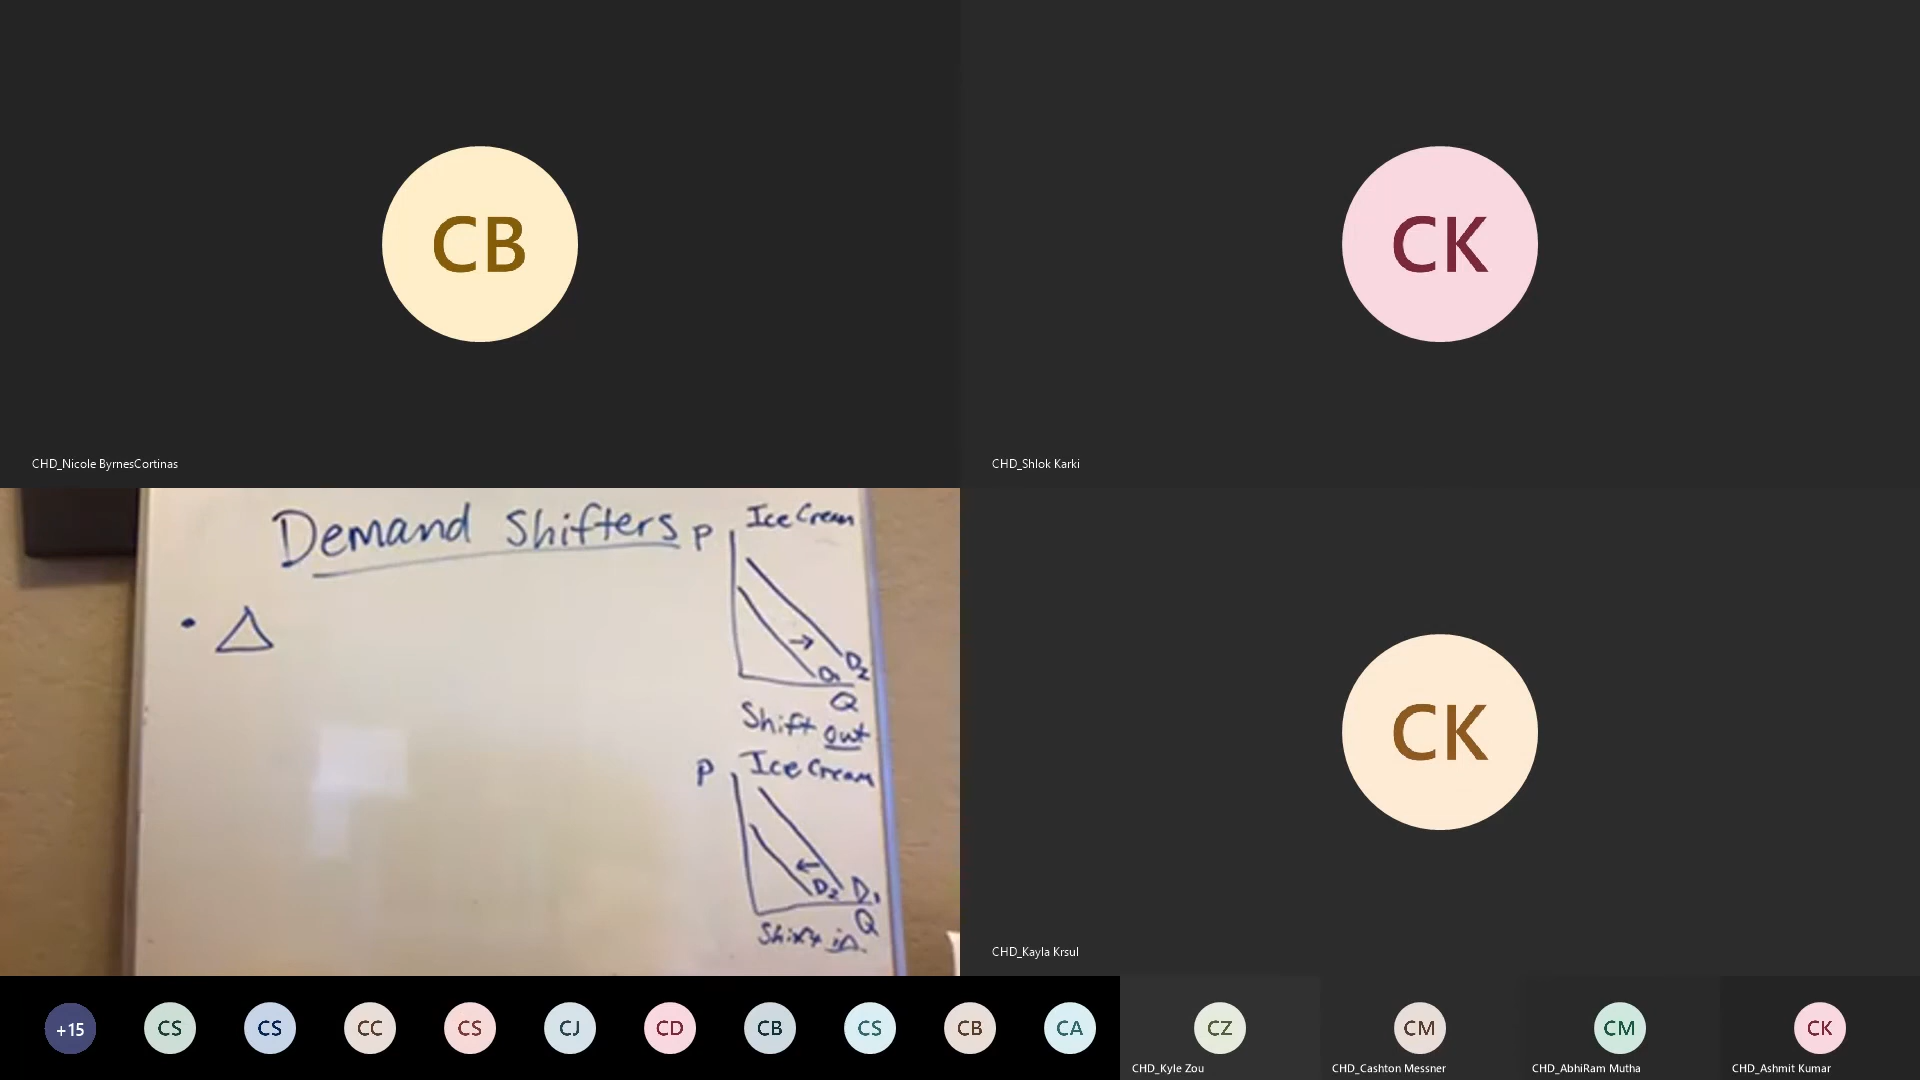 CB
CHD_Nicole ByrnesCortinas
CK
CHD_Shlok Karki
Demand Shifters
• △
P
Ice Cream
D1
D2
Q
Shift out
P
Ice Cream
D2
D1
Q
Shift in
CK
CHD_Kayla Krsul
+15
CS
CS
CC
CS
CJ
CD
CB
CS
CB
CA
CZ
CHD_Kyle Zou
CM
CHD_Cashton Messner
CM
CHD_AbhiRam Mutha
CK
CHD_Ashmit Kumar